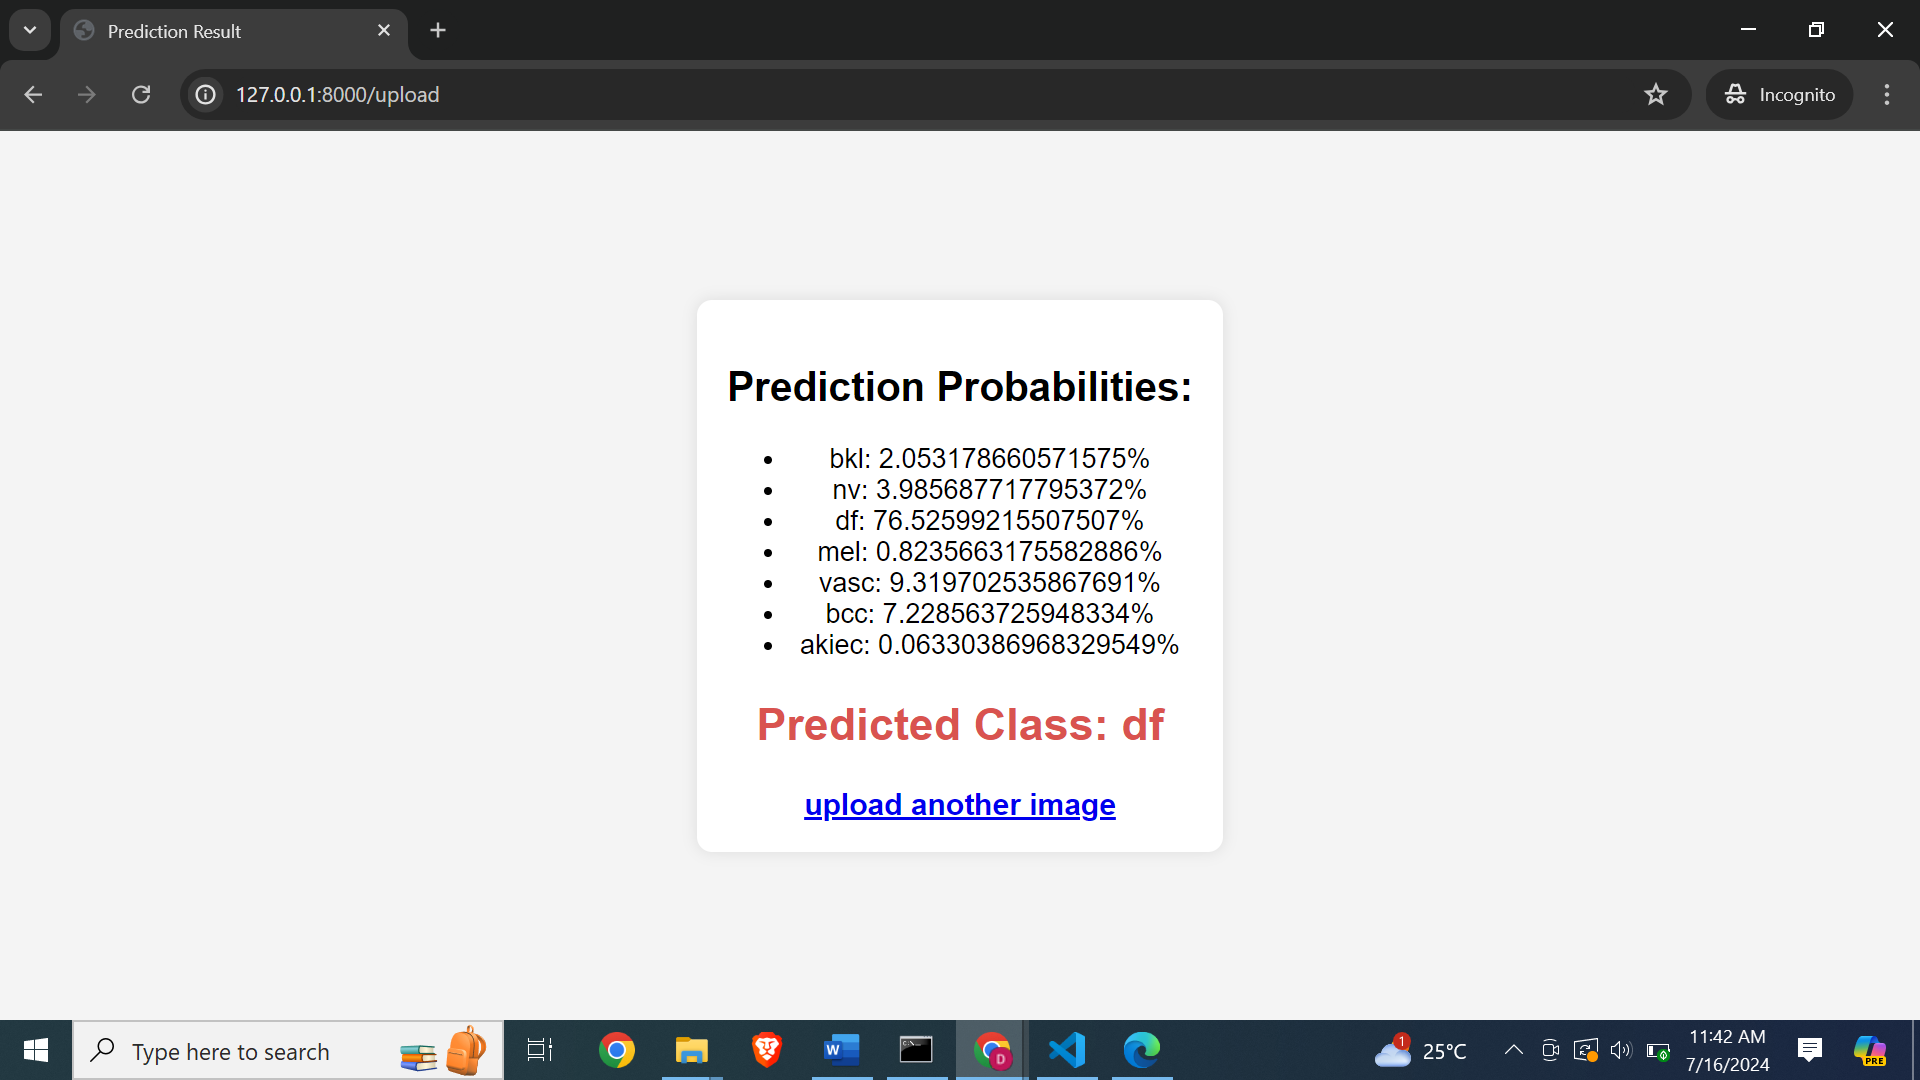 Prediction Result
127.0.0.1:8000/upload
Incognito
Prediction Probabilities:
• bkl: 2.053178660571575%
• nv: 3.985687717795372%
• df: 76.52599215507507%
• mel: 0.8235663175582886%
• vasc: 9.319702535867691%
• bcc: 7.228563725948334%
• akiec: 0.06330386968329549%
Predicted Class: df
upload another image
Type here to search
W
C:\_
D
1
25°C
11:42 AM
7/16/2024
PRE